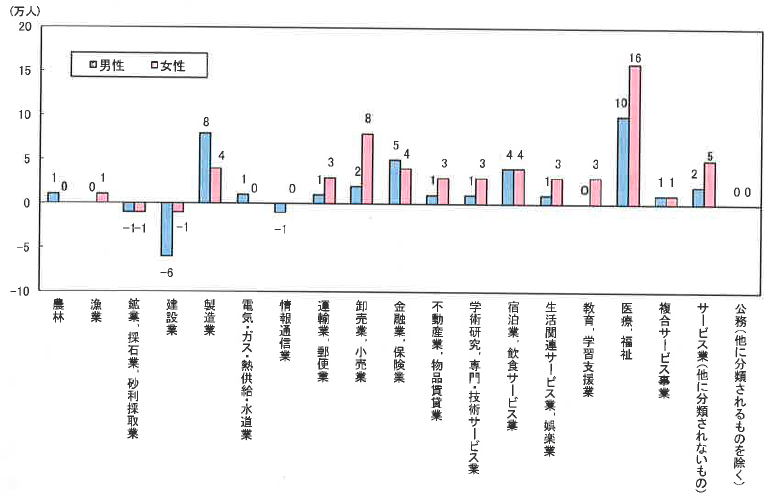 (万人)
20
15
10
5
0
−5
−10
男性 女性
1 0
0 1
−1 −1
−6 −1
8 4
1 0
−1 0
1 3
2 8
5 4
1 3
1 3
4 4
1 3
0 3
10 16
1 1
2 5
0 0
農林
漁業
鉱業、採石業、砂利採取業
建設業
製造業
電気・ガス・熱供給・水道業
情報通信業
運輸業、郵便業
卸売業、小売業
金融業、保険業
不動産業、物品賃貸業
学術研究、専門・技術サービス業
宿泊業、飲食サービス業
生活関連サービス業、娯楽業
教育、学習支援業
医療、福祉
複合サービス事業
サービス業(他に分類されないもの)
公務(他に分類されるものを除く)